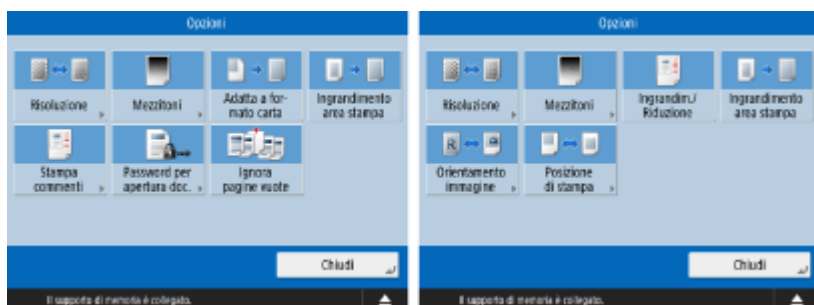 Opzioni
Risoluzione
Mezzitoni
Adatta a for-
mato carta
Ingrandimento
area stampa
Stampa
commenti
Password per
apertura doc.
Ignora
pagine vuote
Chiudi
Il supporto di memoria è collegato.
Opzioni
Risoluzione
Mezzitoni
Ingrandim./
Riduzione
Ingrandimento
area stampa
R
Orientamento
immagine
Posizione
di stampa
Chiudi
Il supporto di memoria è collegato.